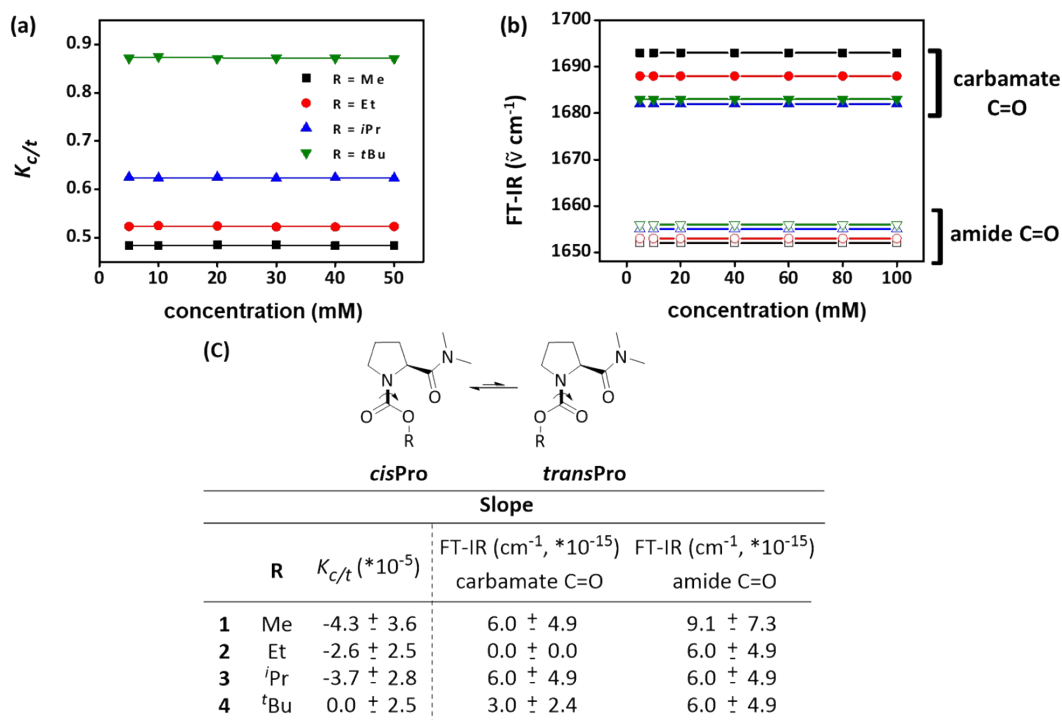 (a)
K_c/t
0.9
0.8
0.7
0.6
0.5
R = Me
R = Et
R = iPr
R = tBu
0 10 20 30 40 50
concentration (mM)
(b)
FT-IR (ṽ cm⁻¹)
1700
1690
1680
1670
1660
1650
0 20 40 60 80 100
concentration (mM)
carbamate
C=O
amide C=O
(C)
N
O
N
O
O
R
cisPro
N
O
N
O
O
R
transPro
Slope
R K_c/t (*10⁻⁵) FT-IR (cm⁻¹, *10⁻¹⁵) carbamate C=O FT-IR (cm⁻¹, *10⁻¹⁵) amide C=O
1 Me -4.3 ± 3.6 6.0 ± 4.9 9.1 ± 7.3
2 Et -2.6 ± 2.5 0.0 ± 0.0 6.0 ± 4.9
3 ⁱPr -3.7 ± 2.8 6.0 ± 4.9 6.0 ± 4.9
4 ᵗBu 0.0 ± 2.5 3.0 ± 2.4 6.0 ± 4.9